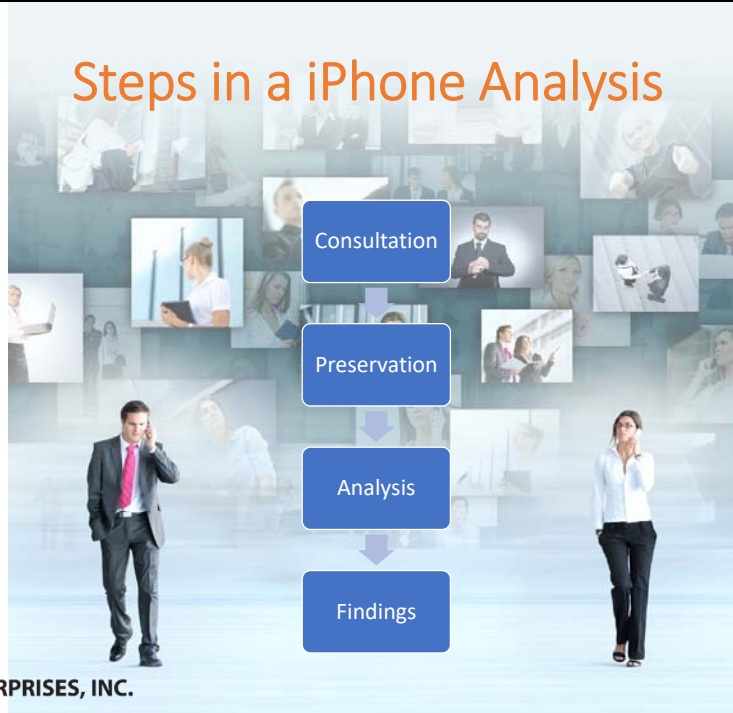 Steps in a iPhone Analysis
Consultation
Preservation
Analysis
Findings
RPRISES, INC.